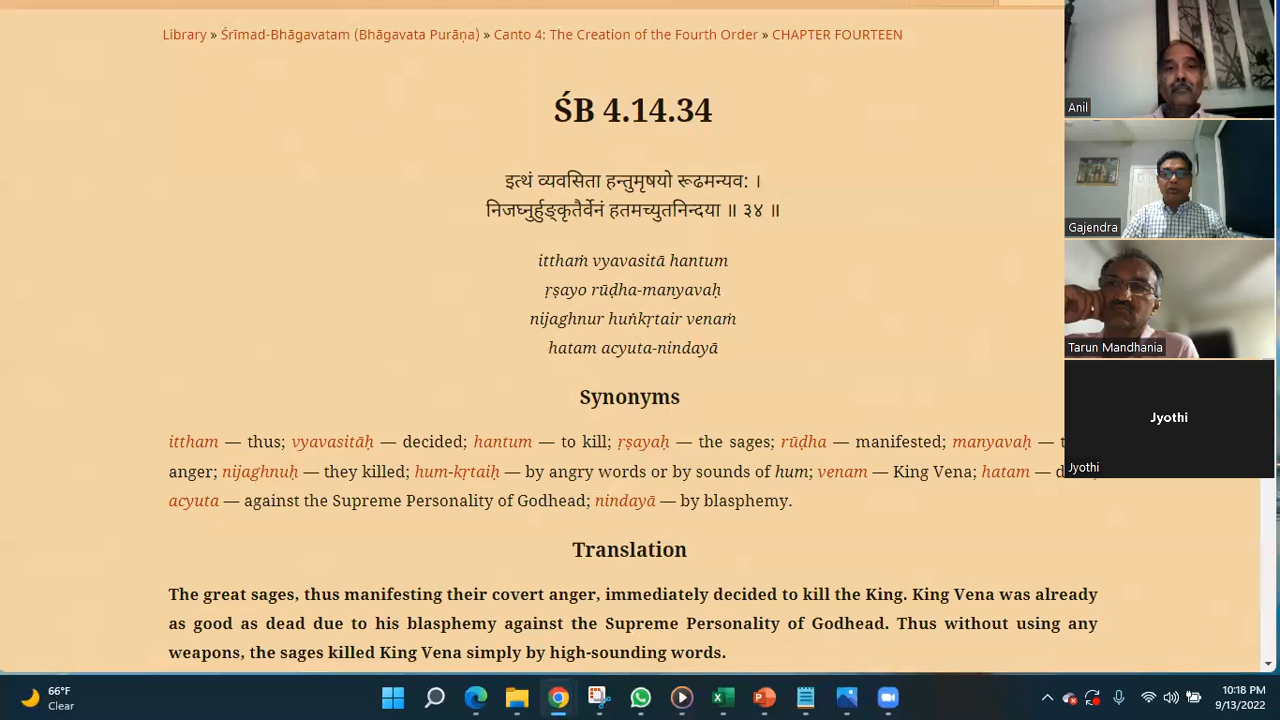 Library » Śrīmad-Bhāgavatam (Bhāgavata Purāṇa) » Canto 4: The Creation of the Fourth Order » CHAPTER FOURTEEN
ŚB 4.14.34
इत्थं व्यवसिता हन्तुमृषयो रूढमन्यव: ।
निजघ्नुर्हुङ्कृतैर्वेनं हतमच्युतनिन्दया ॥ ३४ ॥
itthaṁ vyavasitā hantum
ṛṣayo rūḍha-manyavaḥ
nijaghnur huṅkṛtair venaṁ
hatam acyuta-nindayā
Synonyms
ittham — thus; vyavasitāḥ — decided; hantum — to kill; ṛṣayaḥ — the sages; rūḍha — manifested; manyavaḥ —
anger; nijaghnuḥ — they killed; hum-kṛtaiḥ — by angry words or by sounds of hum; venam — King Vena; hatam —
acyuta — against the Supreme Personality of Godhead; nindayā — by blasphemy.
Translation
The great sages, thus manifesting their covert anger, immediately decided to kill the King. King Vena was already
as good as dead due to his blasphemy against the Supreme Personality of Godhead. Thus without using any
weapons, the sages killed King Vena simply by high-sounding words.
Anil
Gajendra
Tarun Mandhania
Jyothi
Jyothi
66°F
Clear
10:18 PM
9/13/2022